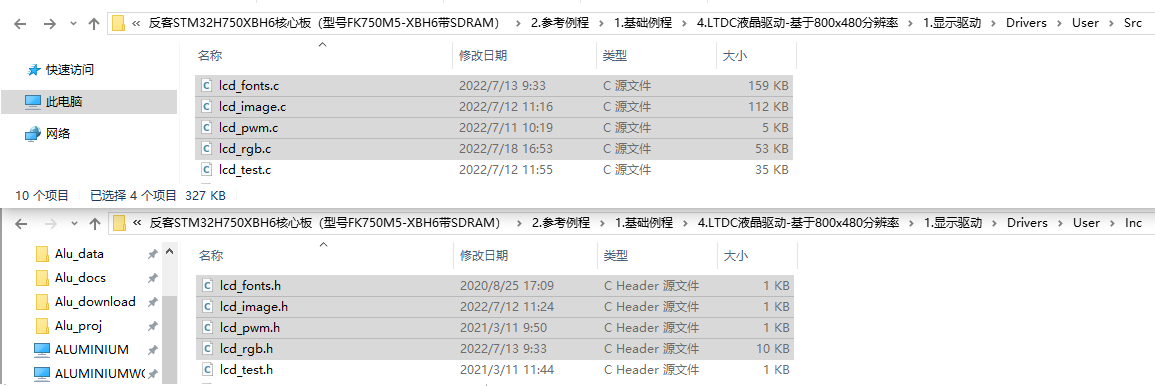 « 反客STM32H750XBH6核心板（型号FK750M5-XBH6带SDRAM） › 2.参考例程 › 1.基础例程 › 4.LTDC液晶驱动-基于800x480分辨率 › 1.显示驱动 › Drivers › User › Src
快速访问
此电脑
网络
名称 修改日期 类型 大小
lcd_fonts.c 2022/7/13 9:33 C 源文件 159 KB
lcd_image.c 2022/7/12 11:16 C 源文件 112 KB
lcd_pwm.c 2022/7/11 10:19 C 源文件 5 KB
lcd_rgb.c 2022/7/18 16:53 C 源文件 53 KB
lcd_test.c 2022/7/12 11:55 C 源文件 35 KB
10 个项目 已选择 4 个项目 327 KB
« 反客STM32H750XBH6核心板（型号FK750M5-XBH6带SDRAM） › 2.参考例程 › 1.基础例程 › 4.LTDC液晶驱动-基于800x480分辨率 › 1.显示驱动 › Drivers › User › Inc
Alu_data
Alu_docs
Alu_download
Alu_proj
ALUMINIUM
名称 修改日期 类型 大小
lcd_fonts.h 2020/8/25 17:09 C Header 源文件 1 KB
lcd_image.h 2022/7/12 11:24 C Header 源文件 1 KB
lcd_pwm.h 2021/3/11 9:50 C Header 源文件 1 KB
lcd_rgb.h 2022/7/13 9:33 C Header 源文件 10 KB
lcd_test.h 2021/3/11 11:44 C Header 源文件 1 KB